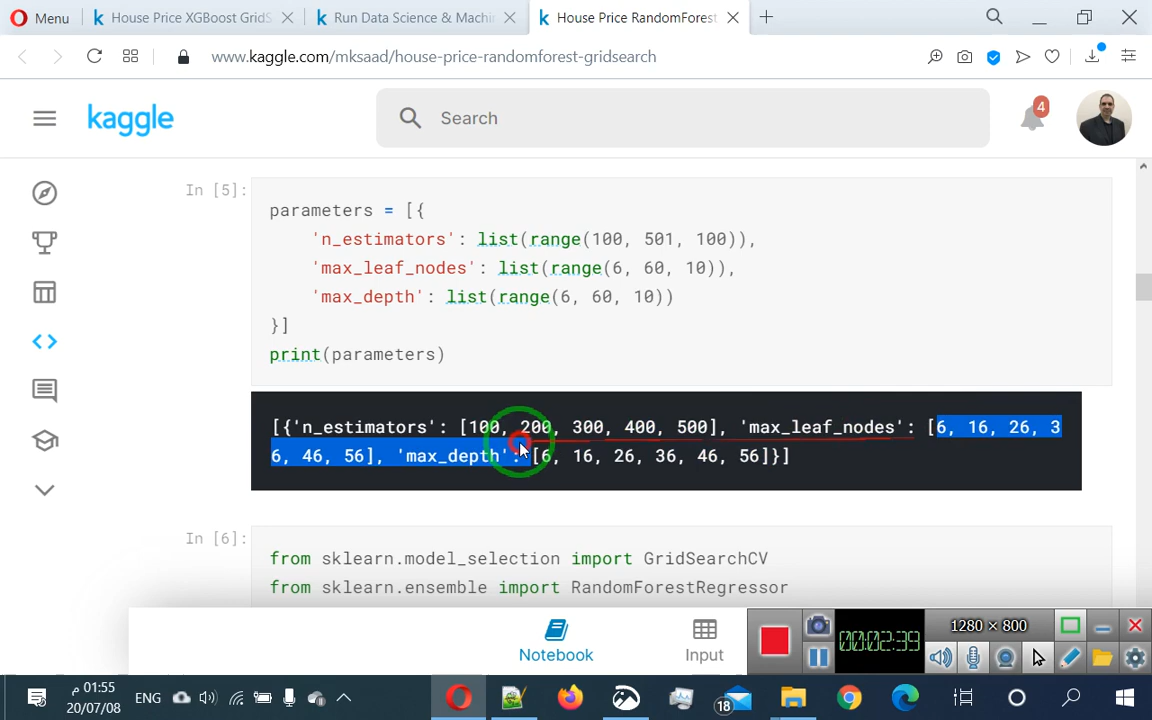 Menu
House Price XGBoost GridS
Run Data Science & Machin
House Price RandomForest
www.kaggle.com/mksaad/house-price-randomforest-gridsearch
kaggle
Search
4
In [5]:
parameters = [{
'n_estimators': list(range(100, 501, 100)),
'max_leaf_nodes': list(range(6, 60, 10)),
'max_depth': list(range(6, 60, 10))
}]
print(parameters)
[{'n_estimators': [100, 200, 300, 400, 500], 'max_leaf_nodes': [6, 16, 26, 3
6, 46, 56], 'max_depth': [6, 16, 26, 36, 46, 56]}]
In [6]:
from sklearn.model_selection import GridSearchCV
from sklearn.ensemble import RandomForestRegressor
Notebook
Input
1280 × 800
00:02:39
01:55 م
20/07/08
ENG
18